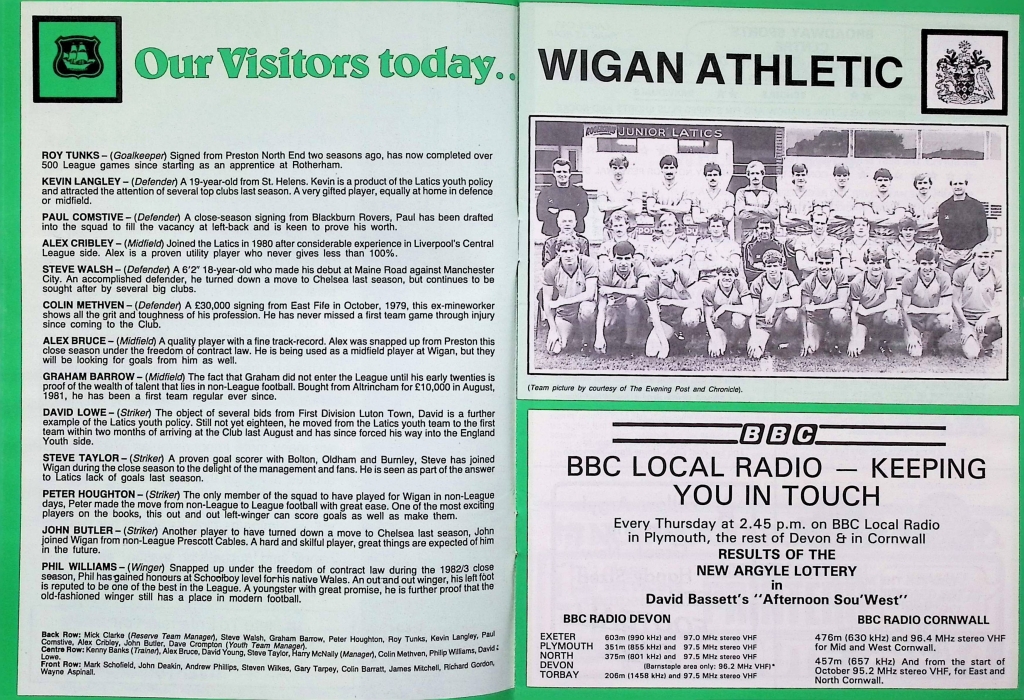 Our Visitors today..
ROY TUNKS – (Goalkeeper) Signed from Preston North End two seasons ago, has now completed over
500 League games since starting as an apprentice at Rotherham.
KEVIN LANGLEY – (Defender) A 19-year-old from St. Helens. Kevin is a product of the Latics youth policy
and attracted the attention of several top clubs last season. A very gifted player, equally at home in defence
or midfield.
PAUL COMSTIVE – (Defender) A close-season signing from Blackburn Rovers, Paul has been drafted
into the squad to fill the vacancy at left-back and is keen to prove his worth.
ALEX CRIBLEY – (Midfield) Joined the Latics in 1980 after considerable experience in Liverpool's Central
League side. Alex is a proven utility player who never gives less than 100%.
STEVE WALSH – (Defender) A 6'2" 18-year-old who made his debut at Maine Road against Manchester
City. An accomplished defender, he turned down a move to Chelsea last season, but continues to be
sought after by several big clubs.
COLIN METHVEN – (Defender) A £30,000 signing from East Fife in October, 1979, this ex-mineworker
shows all the grit and toughness of his profession. He has never missed a first team game through injury
since coming to the Club.
ALEX BRUCE – (Midfield) A quality player with a fine track-record. Alex was snapped up from Preston this
close season under the freedom of contract law. He is being used as a midfield player at Wigan, but they
will be looking for goals from him as well.
GRAHAM BARROW – (Midfield) The fact that Graham did not enter the League until his early twenties is
proof of the wealth of talent that lies in non-League football. Bought from Altrincham for £10,000 in August,
1981, he has been a first team regular ever since.
DAVID LOWE – (Striker) The object of several bids from First Division Luton Town, David is a further
example of the Latics youth policy. Still not yet eighteen, he moved from the Latics youth team to the first
team within two months of arriving at the Club last August and has since forced his way into the England
Youth side.
STEVE TAYLOR – (Striker) A proven goal scorer with Bolton, Oldham and Burnley, Steve has joined
Wigan during the close season to the delight of the management and fans. He is seen as part of the answer
to Latics lack of goals last season.
PETER HOUGHTON – (Striker) The only member of the squad to have played for Wigan in non-League
days, Peter made the move from non-League to League football with great ease. One of the most exciting
players on the books, this out and out left-winger can score goals as well as make them.
JOHN BUTLER – (Striker) Another player to have turned down a move to Chelsea last season, John
joined Wigan from non-League Prescott Cables. A hard and skilful player, great things are expected of him
in the future.
PHIL WILLIAMS – (Winger) Snapped up under the freedom of contract law during the 1982/3 close
season, Phil has gained honours at Schoolboy level for his native Wales. An out and out winger, his left foot
is reputed to be one of the best in the League. A youngster with great promise, he is further proof that the
old-fashioned winger still has a place in modern football.
Back Row: Mick Clarke (Reserve Team Manager), Steve Walsh, Graham Barrow, Peter Houghton, Roy Tunks, Kevin Langley, Paul
Comstive, Alex Cribley, John Butler, Dave Crompton (Youth Team Manager).
Centre Row: Kenny Banks (Trainer), Alex Bruce, David Young, Steve Taylor, Harry McNally (Manager), Colin Methven, Philip Williams, David
Lowe.
Front Row: Mark Schofield, John Deakin, Andrew Phillips, Steven Wilkes, Gary Tarpey, Colin Barratt, James Mitchell, Richard Gordon,
Wayne Aspinall.
WIGAN ATHLETIC
JUNIOR LATICS
(Team picture by courtesy of The Evening Post and Chronicle).
BBC
BBC LOCAL RADIO — KEEPING
YOU IN TOUCH
Every Thursday at 2.45 p.m. on BBC Local Radio
in Plymouth, the rest of Devon & in Cornwall
RESULTS OF THE
NEW ARGYLE LOTTERY
in
David Bassett's "Afternoon Sou'West"
BBC RADIO DEVON
EXETER 603m (990 kHz) and 97.0 MHz stereo VHF
PLYMOUTH 351m (855 kHz) and 97.5 MHz stereo VHF
NORTH 375m (801 kHz) and 97.5 MHz stereo VHF
DEVON (Barnstaple area only: 96.2 MHz VHF)*
TORBAY 206m (1458 kHz) and 97.5 MHz stereo VHF
BBC RADIO CORNWALL
476m (630 kHz) and 96.4 MHz stereo VHF
for Mid and West Cornwall.
457m (657 kHz) And from the start of
October 95.2 MHz stereo VHF, for East and
North Cornwall.